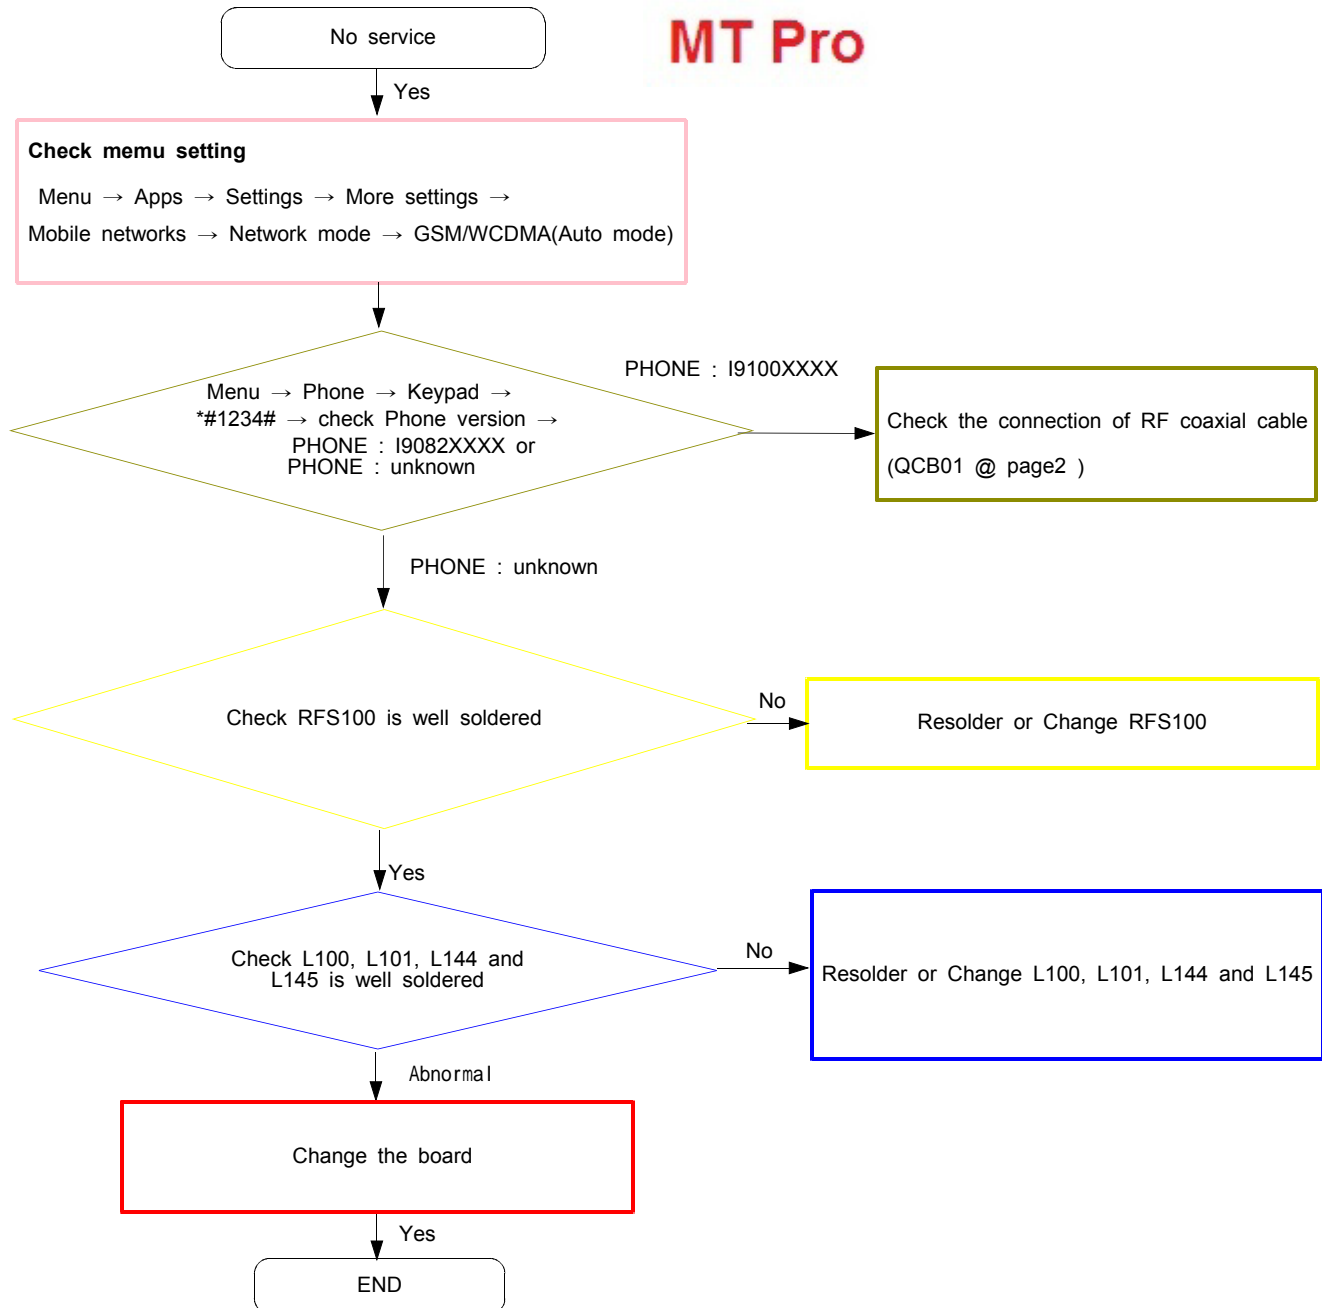 No service
MT Pro
Yes
Check memu setting
Menu → Apps → Settings → More settings →
Mobile networks → Network mode → GSM/WCDMA(Auto mode)
PHONE : I9100XXXX
Menu → Phone → Keypad →
*#1234# → check Phone version →
PHONE : I9082XXXX or
PHONE : unknown
Check the connection of RF coaxial cable
(QCB01 @ page2 )
PHONE : unknown
Check RFS100 is well soldered
No
Resolder or Change RFS100
Yes
Check L100, L101, L144 and
L145 is well soldered
No
Resolder or Change L100, L101, L144 and L145
Abnormal
Change the board
Yes
END